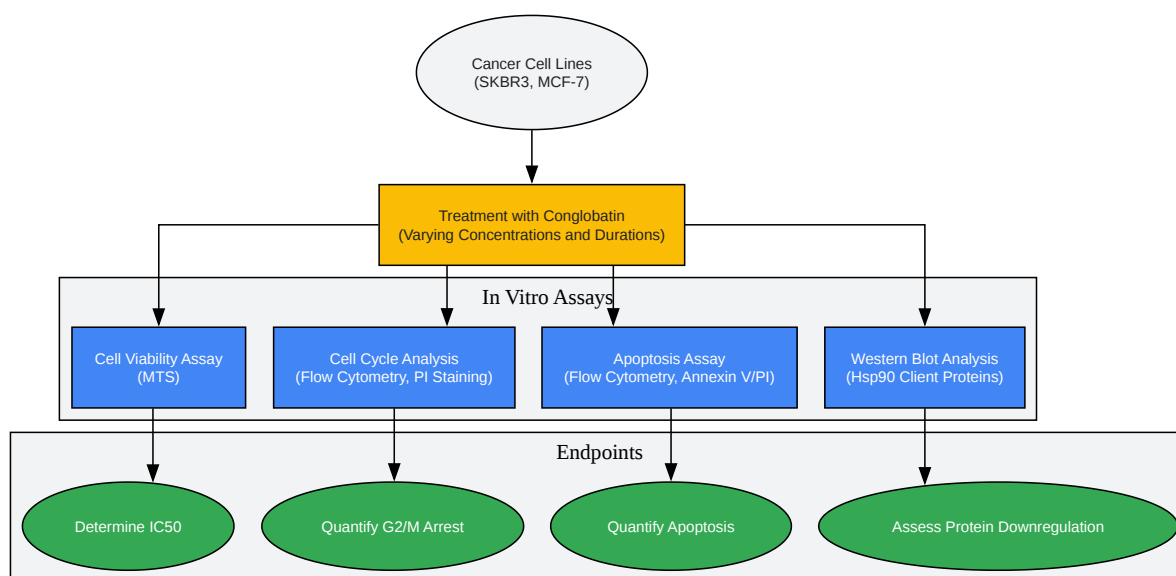 Cancer Cell Lines
(SKBR3, MCF-7)
Treatment with Conglobatin
(Varying Concentrations and Durations)
In Vitro Assays
Cell Viability Assay
(MTS)
Cell Cycle Analysis
(Flow Cytometry, PI Staining)
Apoptosis Assay
(Flow Cytometry, Annexin V/PI)
Western Blot Analysis
(Hsp90 Client Proteins)
Endpoints
Determine IC50
Quantify G2/M Arrest
Quantify Apoptosis
Assess Protein Downregulation